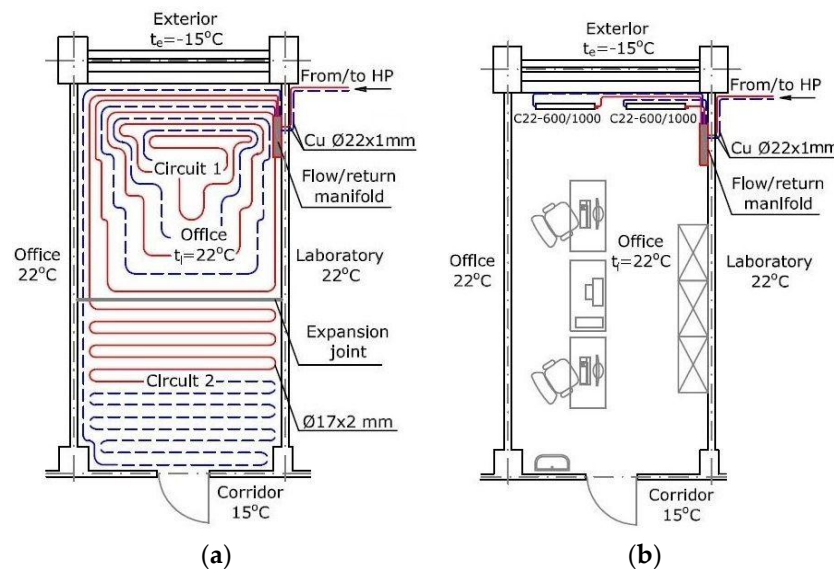 Exterior
tₑ=-15°C
From/to HP
Cu Ø22x1mm
Circuit 1
Flow/return
manifold
Office
tᵢ=22°C
Office
22°C
Laboratory
22°C
Expansion
joint
Circuit 2
Ø17x2 mm
Corridor
15°C
(a)
Exterior
tₑ=-15°C
From/to HP
C22-600/1000
C22-600/1000
Cu Ø22x1mm
Flow/return
manifold
Office
tᵢ=22°C
Office
22°C
Laboratory
22°C
Corridor
15°C
(b)